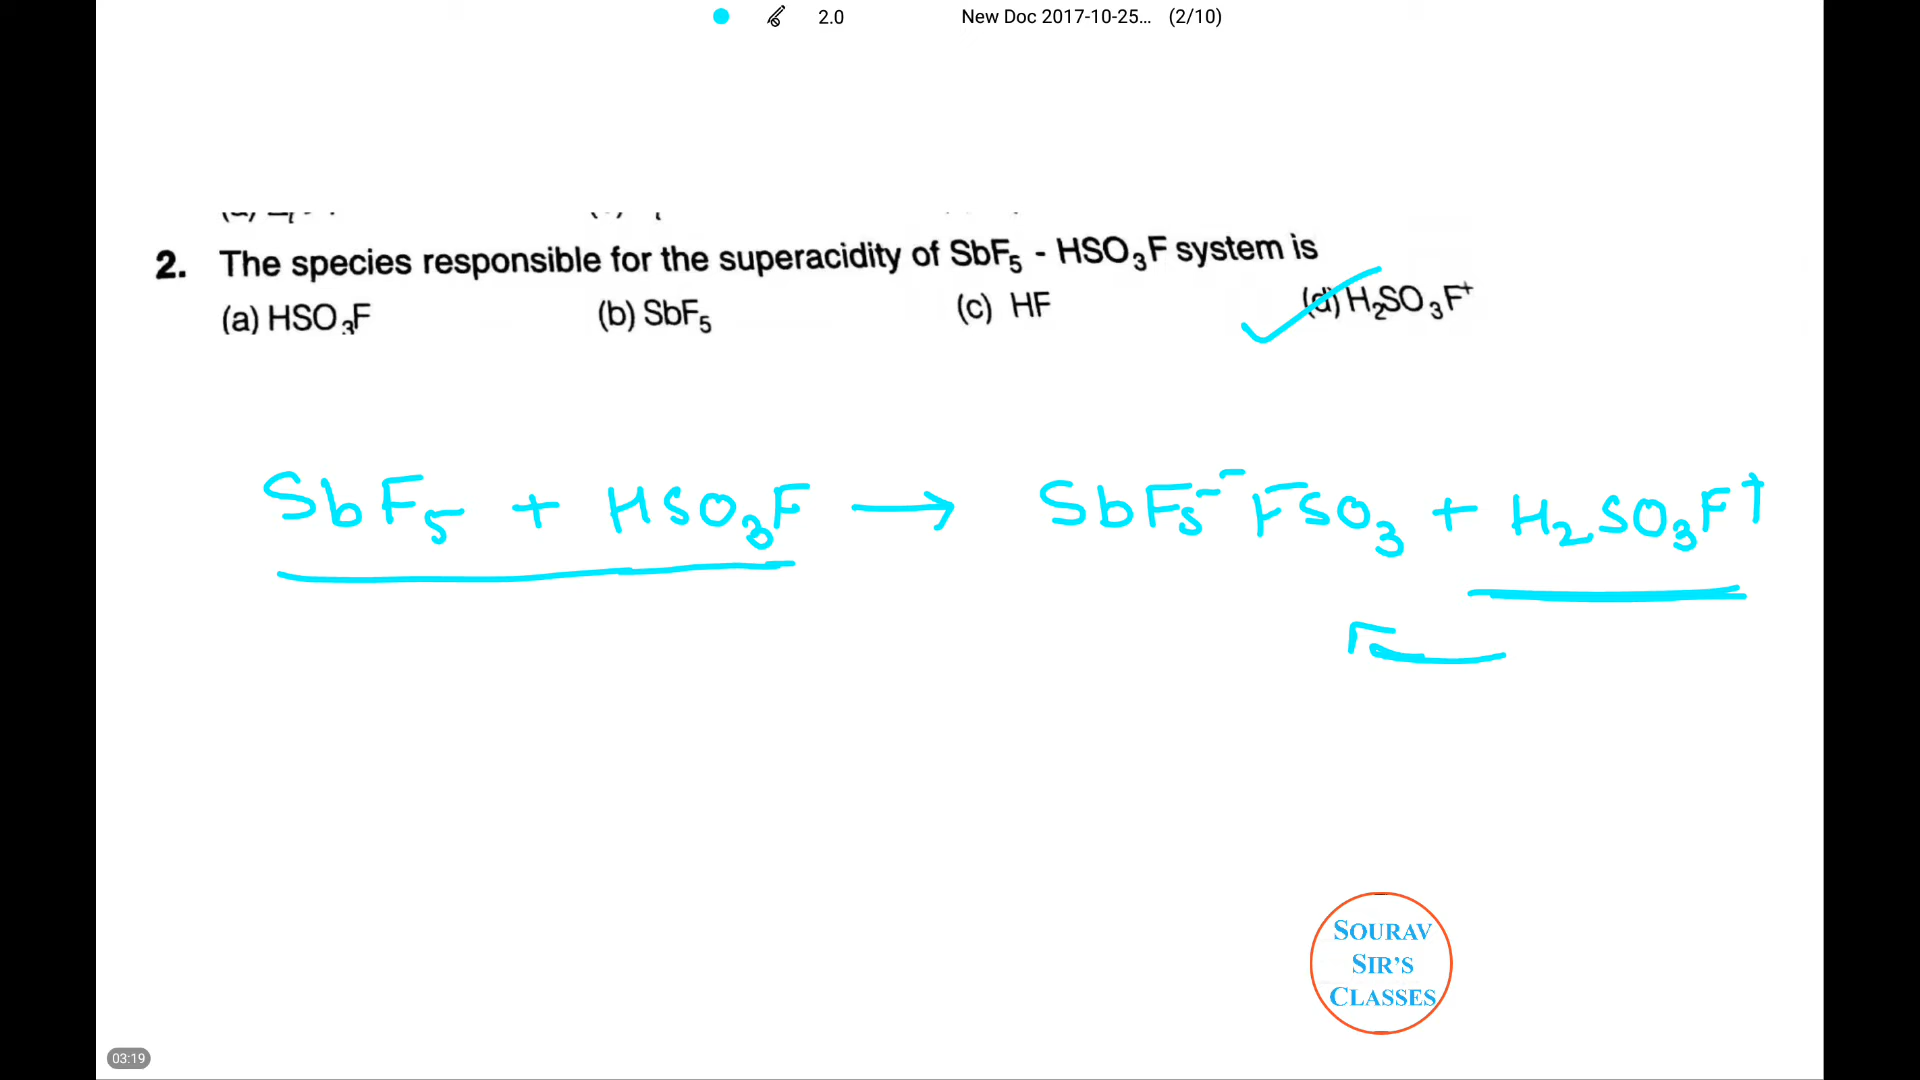 2.0 New Doc 2017-10-25... (2/10)
2. The species responsible for the superacidity of SbF₅ - HSO₃F system is
(a) HSO₃F (b) SbF₅ (c) HF (d) H₂SO₃F⁺
SbF₅ + HSO₃F → SbF₅⁻ FSO₃ + H₂SO₃F⁺
SOURAV
SIR'S
CLASSES
03:19